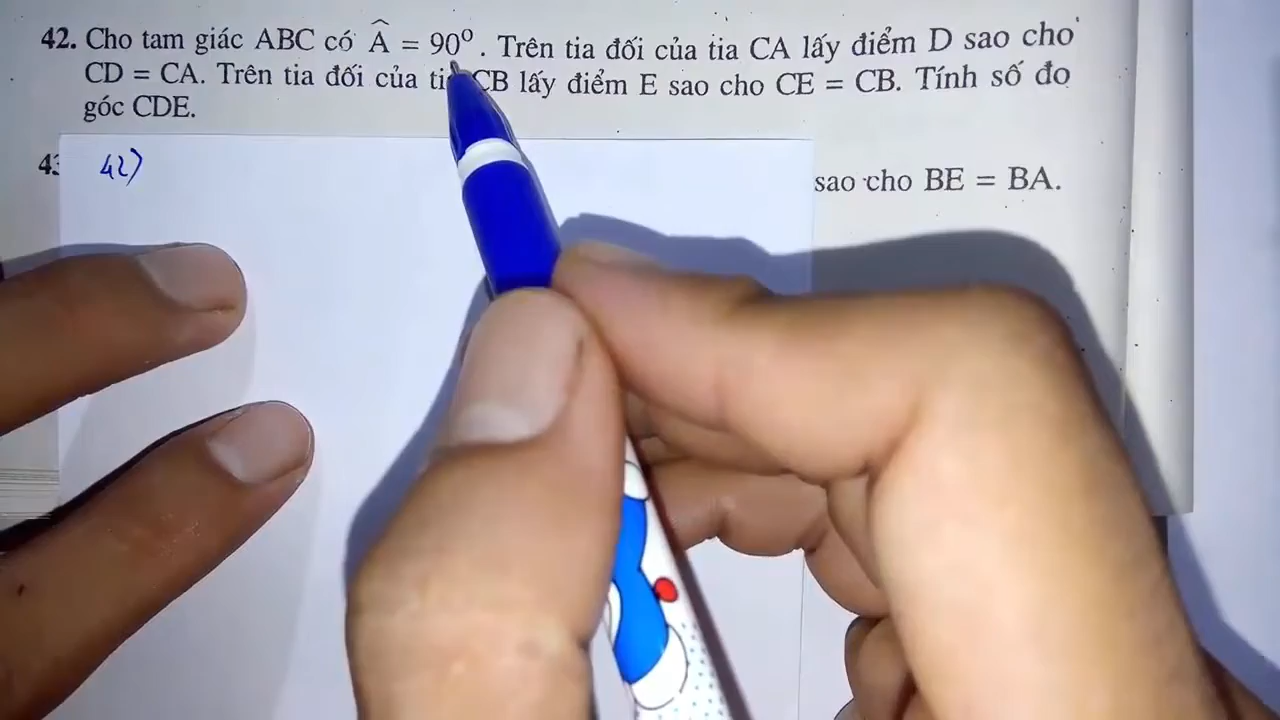 42. Cho tam giác ABC có Â = 90º. Trên tia đối của tia CA lấy điểm D sao cho
CD = CA. Trên tia đối của CB lấy điểm E sao cho CE = CB. Tính số đo
góc CDE.
42)
sao cho BE = BA.